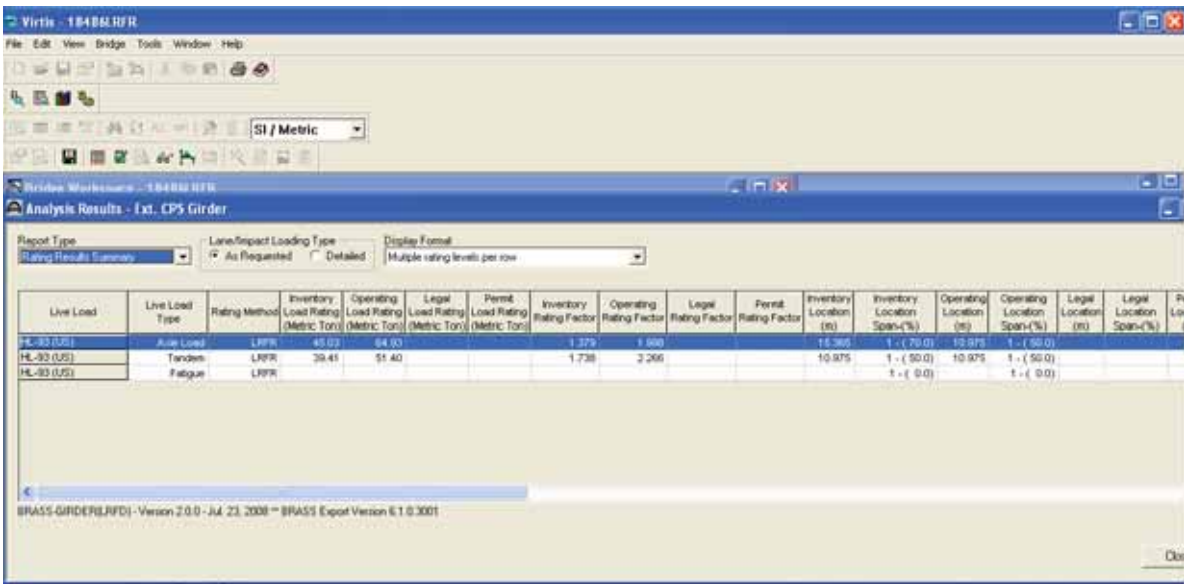 Virtis - 184B6LRFR
File Edit View Bridge Tools Window Help
SI / Metric
Bridge Workspace - 184B6LRFR
Analysis Results - Ext. CPS Girder
Report Type Lane/Impact Loading Type Display Format
Rating Results Summary As Requested Detailed Multiple rating levels per row
Live Load Live Load Type Rating Method Inventory Load Rating (Metric Ton) Operating Load Rating (Metric Ton) Legal Load Rating (Metric Ton) Permit Load Rating (Metric Ton) Inventory Rating Factor Operating Rating Factor Legal Rating Factor Permit Rating Factor Inventory Location (m) Inventory Location Span-(%) Operating Location (m) Operating Location Span-(%) Legal Location (m) Legal Location Span-(%)
HL-93 (US) Axle Load LRFR 45.03 64.93 1.379 15.365 1 - ( 70.0) 10.975 1 - ( 50.0)
HL-93 (US) Tandem LRFR 39.41 51.40 1.738 2.266 10.975 1 - ( 50.0) 10.975 1 - ( 50.0)
HL-93 (US) Fatigue LRFR 1 - ( 0.0) 1 - ( 0.0)
BRASS-GIRDER(LRFD) - Version 2.0.0 - Jul. 23, 2008 ** BRASS Export Version 6.1.0.3001
Clo